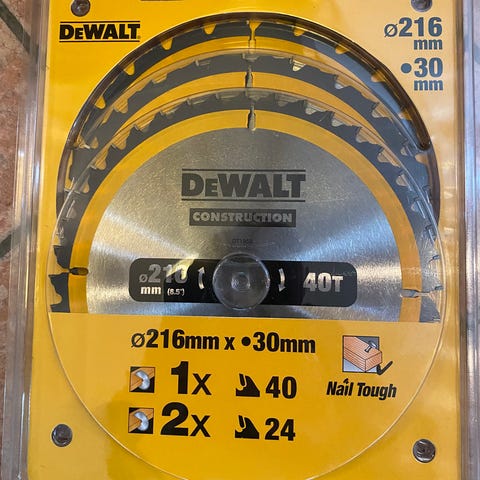 DEWALT
ø216
mm
•30
mm
DEWALT
CONSTRUCTION
ø216
mm (8.5")
40T
ø216mm x •30mm
1X 40
2X 24
Nail Tough